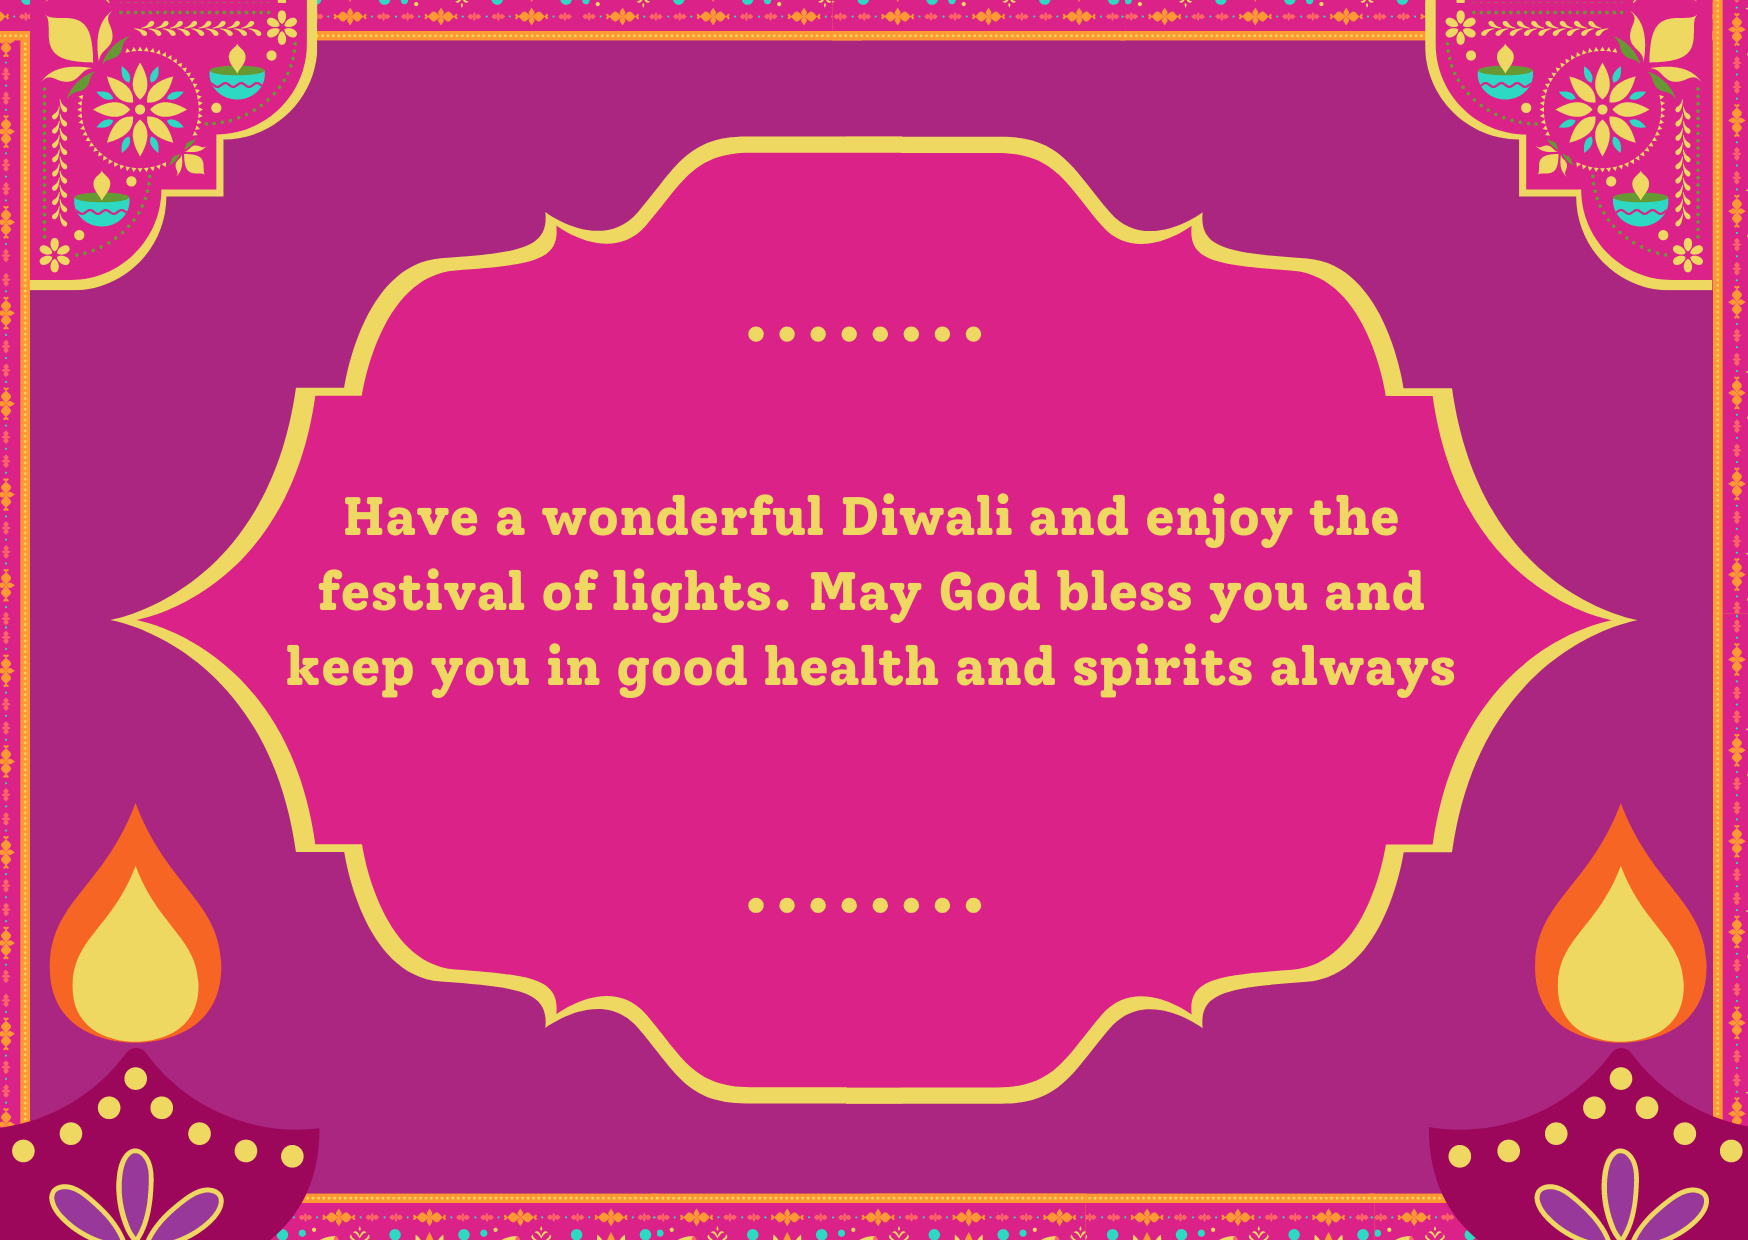 Have a wonderful Diwali and enjoy the
festival of lights. May God bless you and
keep you in good health and spirits always